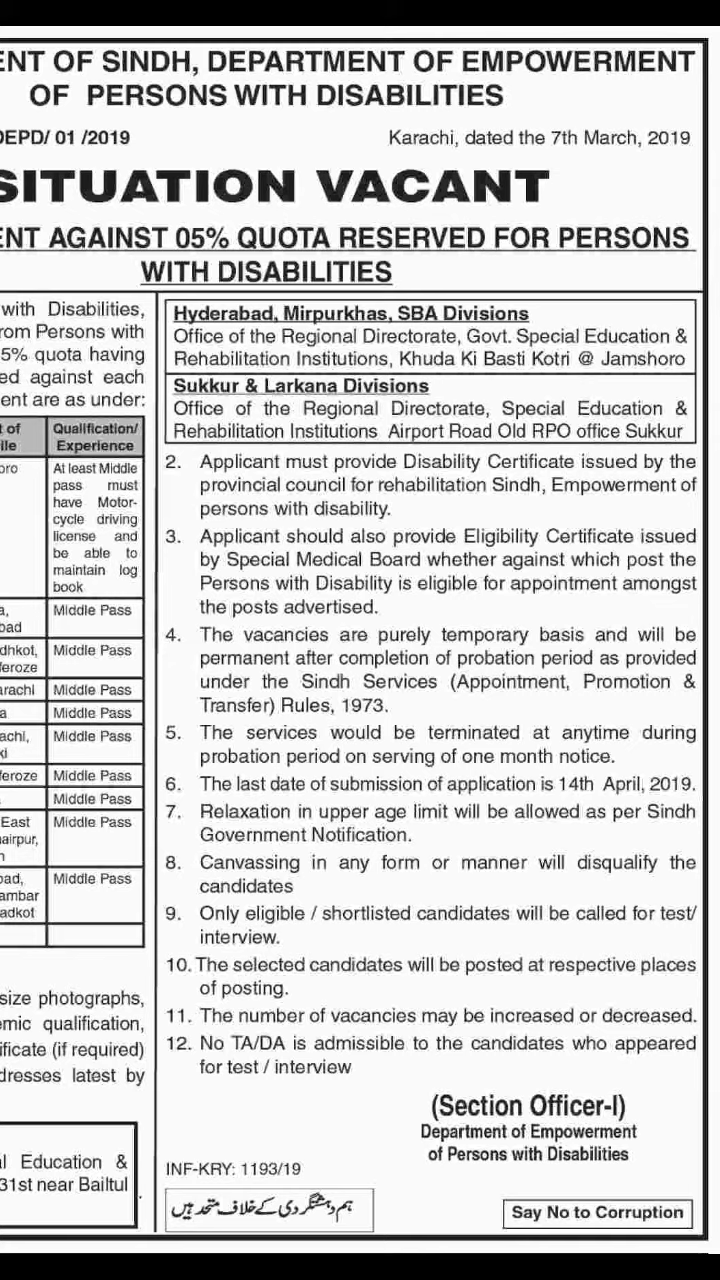 ENT OF SINDH, DEPARTMENT OF EMPOWERMENT
OF PERSONS WITH DISABILITIES
DEPD/ 01 /2019
Karachi, dated the 7th March, 2019
SITUATION VACANT
ENT AGAINST 05% QUOTA RESERVED FOR PERSONS
WITH DISABILITIES
with Disabilities,
rom Persons with
5% quota having
ed against each
ent are as under:
t of
ile
Qualification/
Experience
oro
At least Middle
pass must
have Motor-
cycle driving
license and
be able to
maintain log
book
a,
bad
Middle Pass
dhkot,
feroze
Middle Pass
arachi
Middle Pass
a
Middle Pass
achi,
ki
Middle Pass
feroze
Middle Pass
Middle Pass
East
hairpur,
n
Middle Pass
bad,
ambar
adkot
Middle Pass
size photographs,
emic qualification,
ificate (if required)
dresses latest by
al Education &
31st near Bailtul
Hyderabad, Mirpurkhas, SBA Divisions
Office of the Regional Directorate, Govt. Special Education &
Rehabilitation Institutions, Khuda Ki Basti Kotri @ Jamshoro
Sukkur & Larkana Divisions
Office of the Regional Directorate, Special Education &
Rehabilitation Institutions Airport Road Old RPO office Sukkur
2. Applicant must provide Disability Certificate issued by the
provincial council for rehabilitation Sindh, Empowerment of
persons with disability.
3. Applicant should also provide Eligibility Certificate issued
by Special Medical Board whether against which post the
Persons with Disability is eligible for appointment amongst
the posts advertised.
4. The vacancies are purely temporary basis and will be
permanent after completion of probation period as provided
under the Sindh Services (Appointment, Promotion &
Transfer) Rules, 1973.
5. The services would be terminated at anytime during
probation period on serving of one month notice.
6. The last date of submission of application is 14th April, 2019.
7. Relaxation in upper age limit will be allowed as per Sindh
Government Notification.
8. Canvassing in any form or manner will disqualify the
candidates
9. Only eligible / shortlisted candidates will be called for test/
interview.
10. The selected candidates will be posted at respective places
of posting.
11. The number of vacancies may be increased or decreased.
12. No TA/DA is admissible to the candidates who appeared
for test / interview
(Section Officer-I)
Department of Empowerment
of Persons with Disabilities
INF-KRY: 1193/19
ہم دہشتگردی کے خلاف متحد ہیں
Say No to Corruption